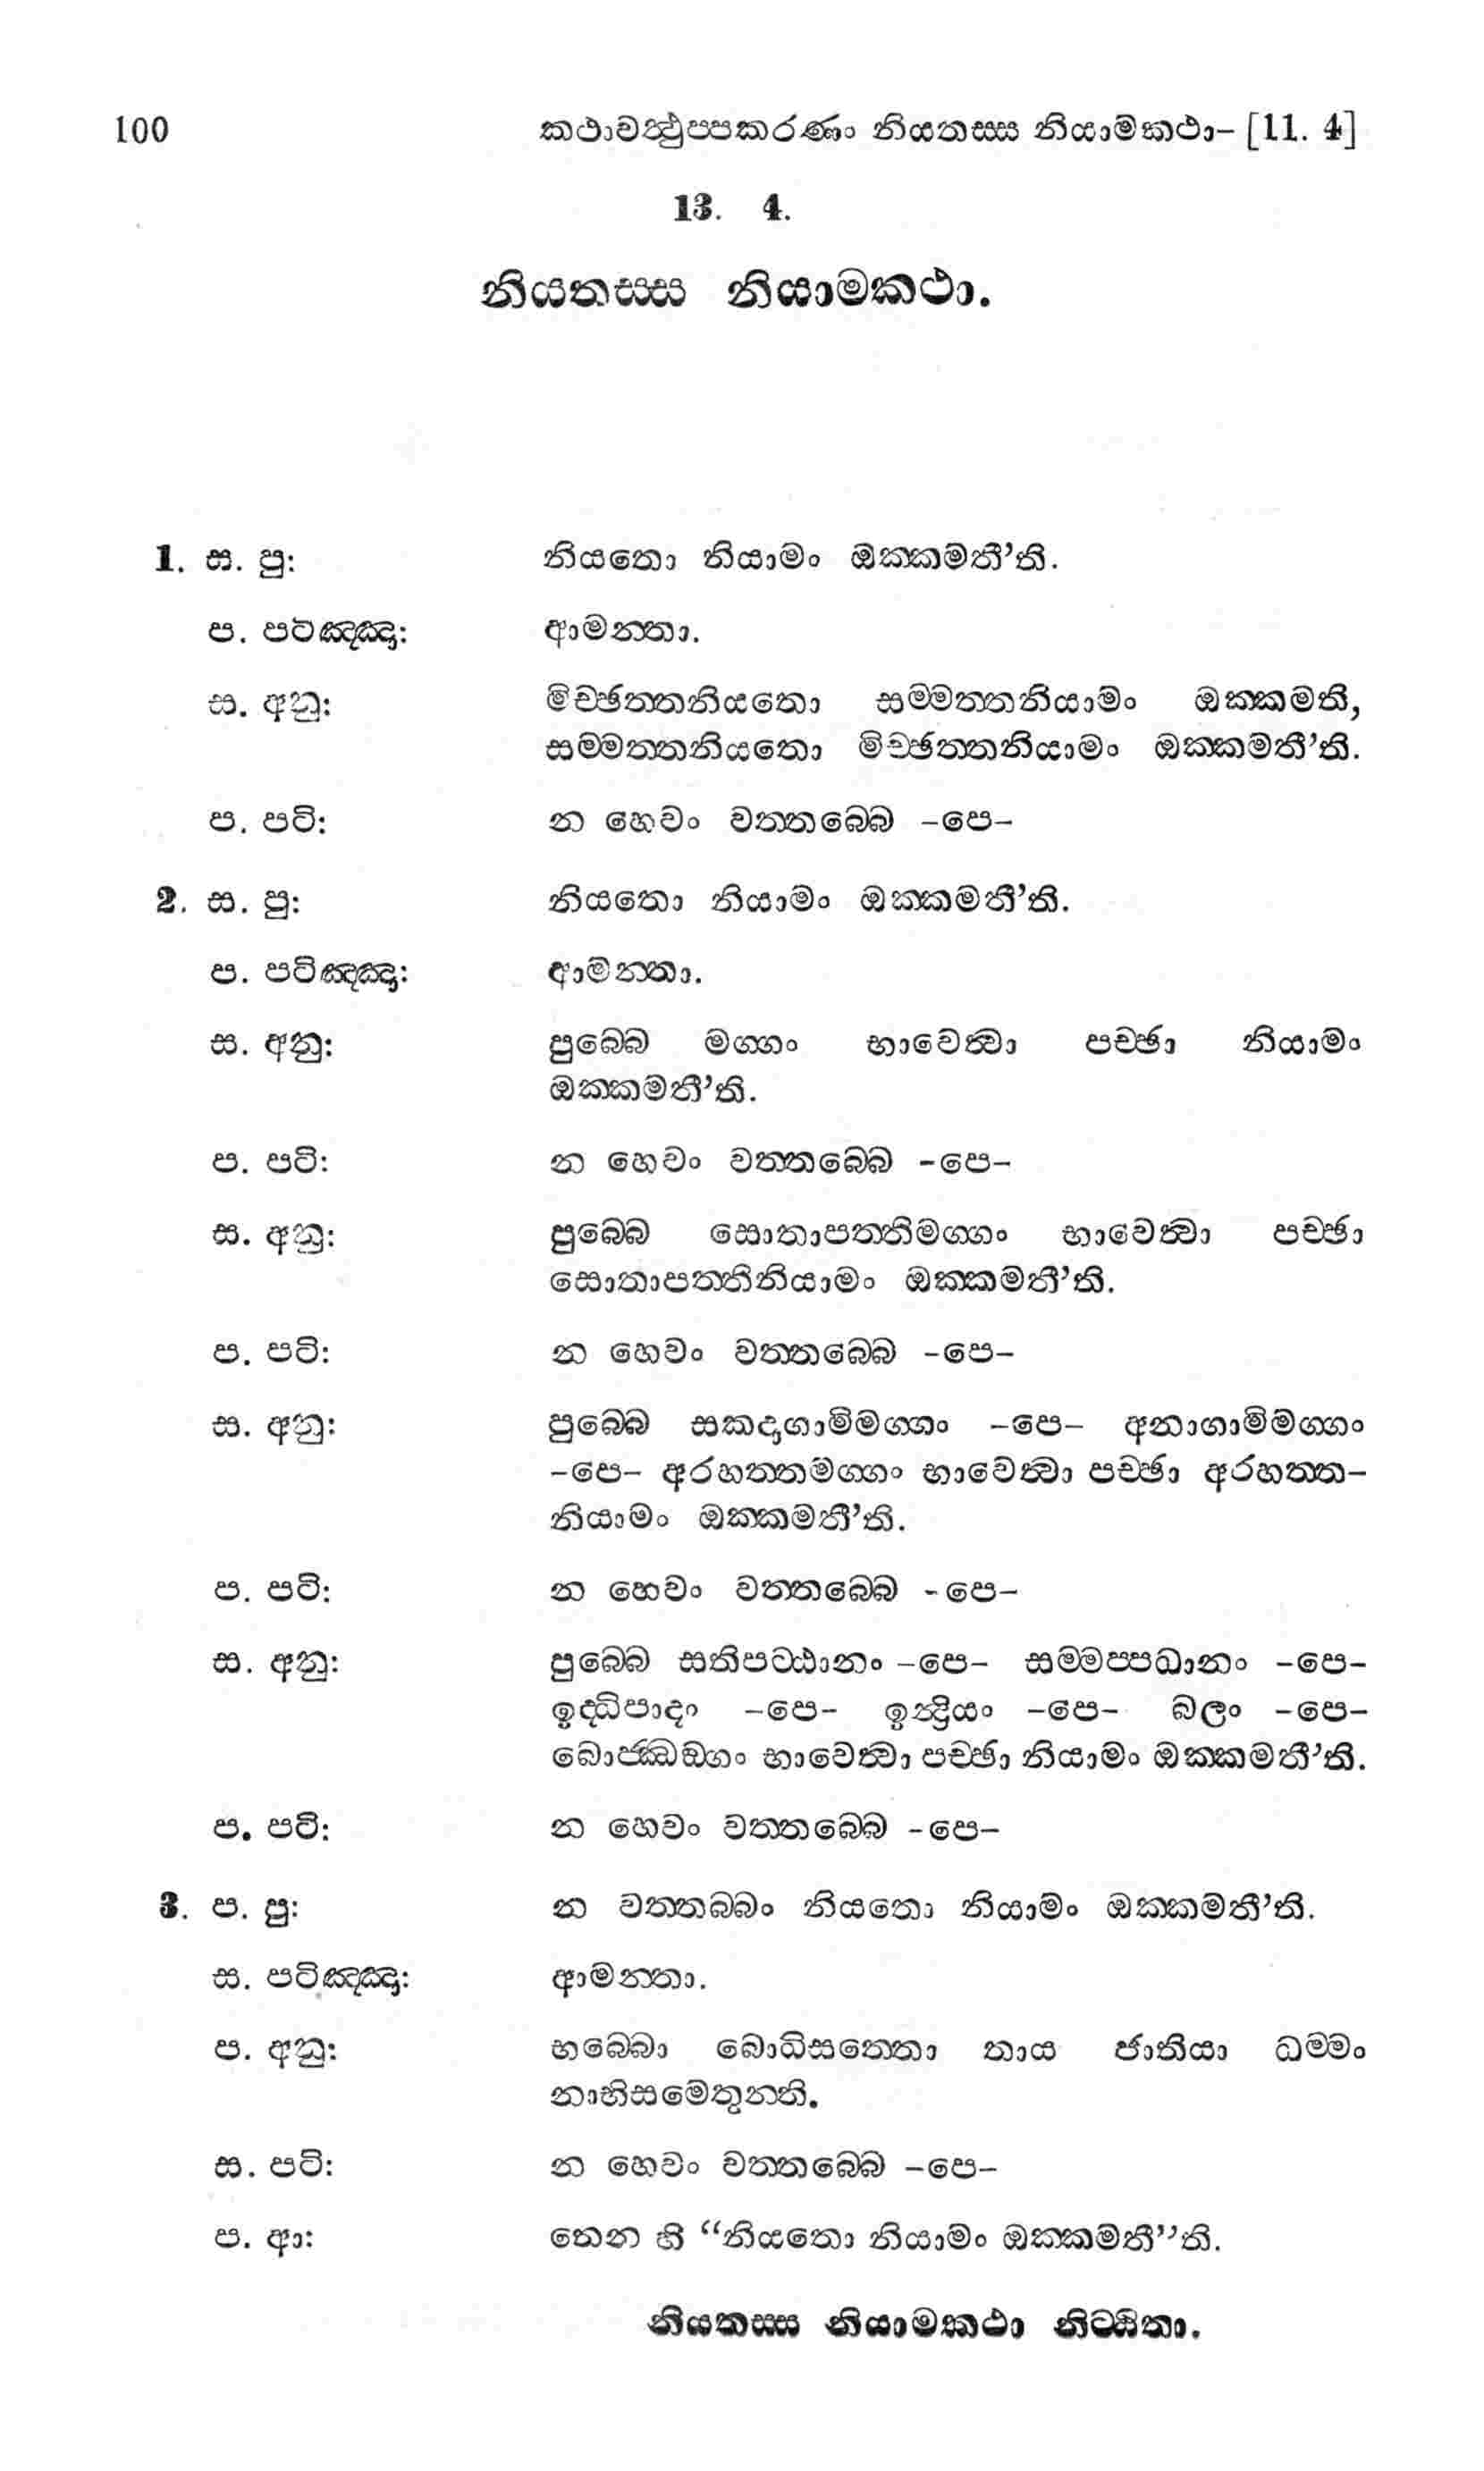 100 කථාවත්‍ථුප‍්පකරණං නියතස‍්ස නියාමකථා– [11. 4]
13. 4.
නියතස‍්ස නියාමකථා.
1. ස. පු: නියතො නියාමං ඔක‍්කමතී’ති.
ප. පටිඤ‍්ඤා: ආමන‍්තා.
ස. අනු: මිච‍්ඡත‍්තනියතො සම‍්මත‍්තනියාමං ඔක‍්කමති,
සම‍්මත‍්තනියතො මිච‍්ඡත‍්තනියාමං ඔක‍්කමතී’ති.
ප. පටි: න හෙවං වත‍්තබ‍්බෙ –පෙ–
2. ස. පු: නියතො නියාමං ඔක‍්කමතී’ති.
ප. පටිඤ‍්ඤා: ආමන‍්තා.
ස. අනු: පුබ‍්බෙ මග‍්ගං භාවෙත්‍වා පච‍්ඡා නියාමං
ඔක‍්කමතී’ති.
ප. පටි: න හෙවං වත‍්තබ‍්බෙ –පෙ–
ස. අනු: පුබ‍්බෙ සොතාපත‍්තිමග‍්ගං භාවෙත්‍වා පච‍්ඡා
සොතාපත‍්තිනියාමං ඔක‍්කමතී’ති.
ප. පටි: න හෙවං වත‍්තබ‍්බෙ –පෙ–
ස. අනු: පුබ‍්බෙ සකදාගාමිමග‍්ගං –පෙ– අනාගාමිමග‍්ගං
–පෙ– අරහත‍්තමග‍්ගං භාවෙත්‍වා පච‍්ඡා අරහත‍්ත–
නියාමං ඔක‍්කමතී’ති.
ප. පටි: න හෙවං වත‍්තබ‍්බෙ –පෙ–
ස. අනු: පුබ‍්බෙ සතිපට‍්ඨානං –පෙ– සම‍්මප‍්පධානං –පෙ–
ඉද්‍ධිපාදං –පෙ– ඉන්‍ද්‍රියං –පෙ– බලං –පෙ–
බොජ‍්ඣඞ‍්ගං භාවෙත්‍වා පච‍්ඡා නියාමං ඔක‍්කමතී’ති.
ප. පටි: න හෙවං වත‍්තබ‍්බෙ –පෙ–
3. ප. පු: න වත‍්තබ‍්බං නියතො නියාමං ඔක‍්කමතී’ති.
ස. පටිඤ‍්ඤා: ආමන‍්තා.
ප. අනු: භබ‍්බො බොධිසත‍්තො තාය ජාතියා ධම‍්මං
නාභිසමෙතුන‍්ති.
ස. පටි: න හෙවං වත‍්තබ‍්බෙ –පෙ–
ප. ආ: තෙන හි “නියතො නියාමං ඔක‍්කමතී”ති.
නියතස‍්ස නියාමකථා නිට‍්ඨිතා.